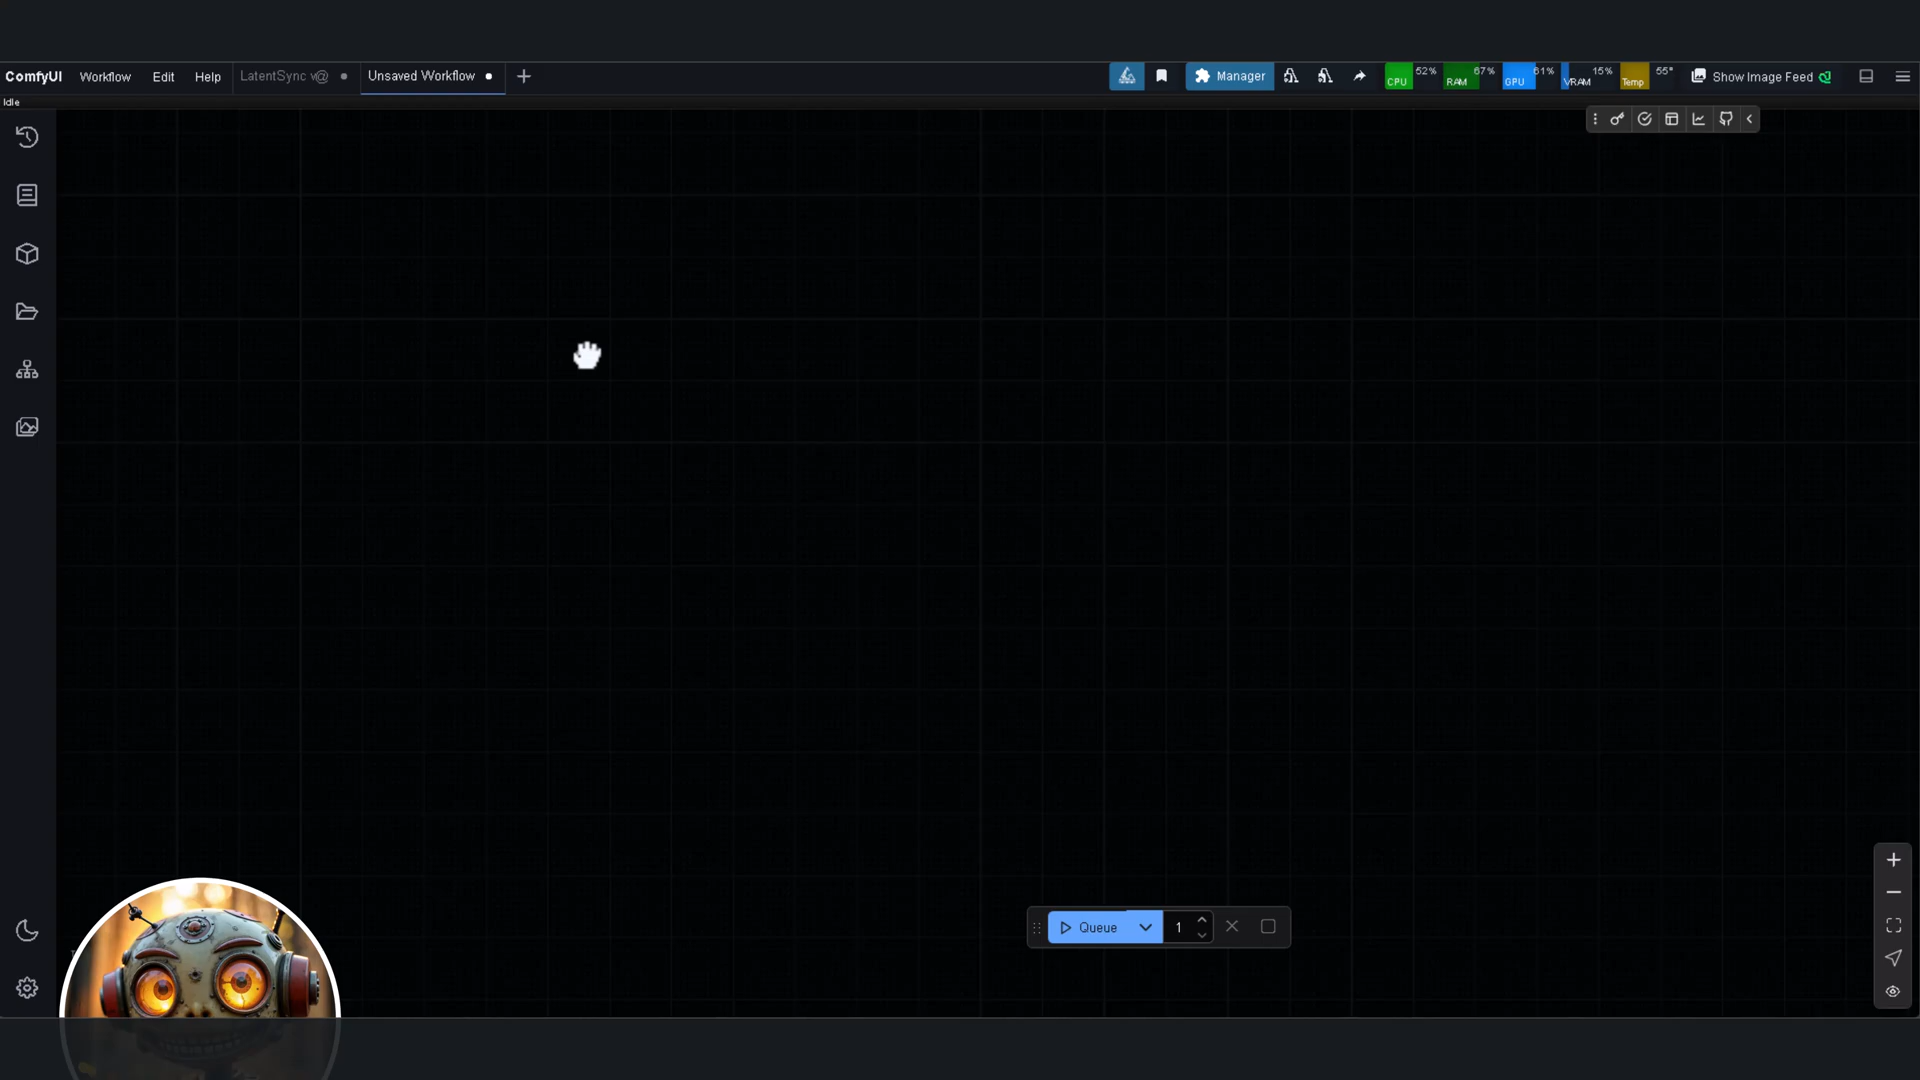 ComfyUI Workflow Edit Help LatentSync v@ Unsaved Workflow Manager CPU 52% RAM 67% GPU 61% VRAM 15% Temp 55° Show Image Feed
Idle
Queue 1